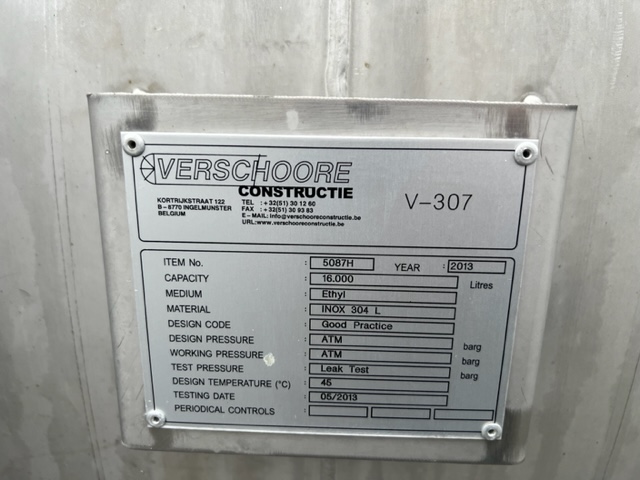 VERSCHOORE
CONSTRUCTIE
KORTRIJKSTRAAT 122
B - 8770 INGELMUNSTER
BELGIUM
TEL : +32(51) 30 12 60
FAX : +32(51) 30 93 83
E - MAIL: info@verschooreconstructie.be
URL:www.verschooreconstructie.be
V-307
ITEM No. : 5087H YEAR : 2013
CAPACITY : 16.000 Litres
MEDIUM : Ethyl
MATERIAL : INOX 304 L
DESIGN CODE : Good Practice
DESIGN PRESSURE : ATM barg
WORKING PRESSURE : ATM barg
TEST PRESSURE : Leak Test barg
DESIGN TEMPERATURE (°C) : 45
TESTING DATE : 05/2013
PERIODICAL CONTROLS :